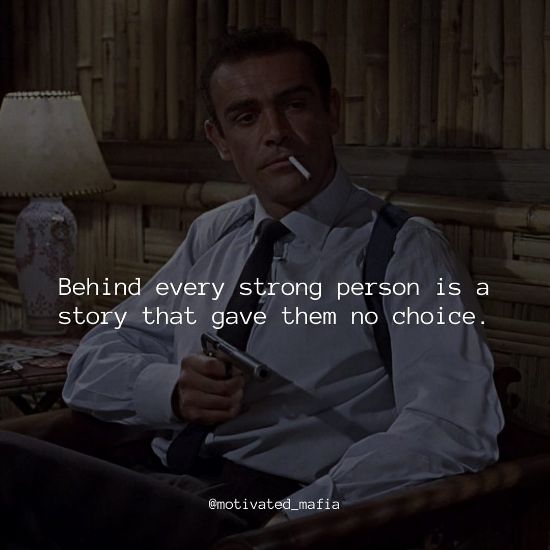 Behind every strong person is a
story that gave them no choice.
@motivated_mafia